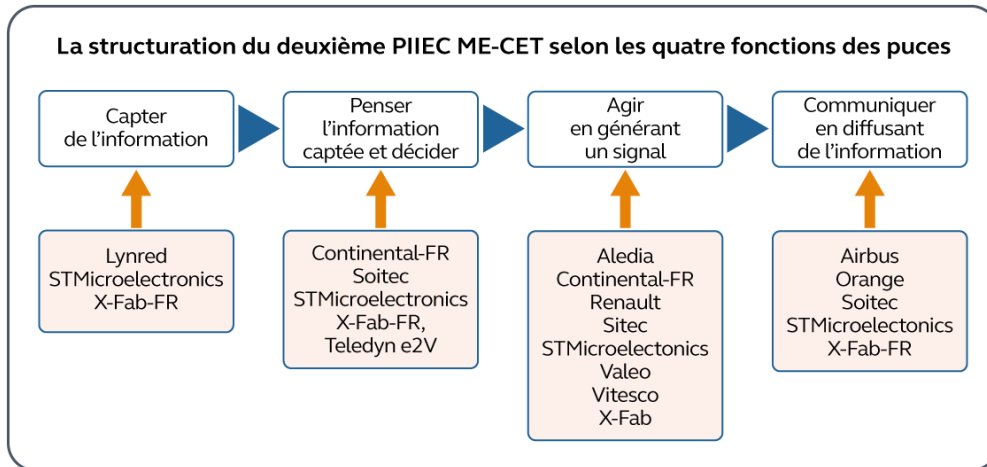 La structuration du deuxième PIIEC ME-CET selon les quatre fonctions des puces
Capter
de l’information
Penser
l’information
captée et décider
Agir
en générant
un signal
Communiquer
en diffusant
de l’information
Lynred
STMicroelectronics
X-Fab-FR
Continental-FR
Soitec
STMicroelectronics
X-Fab-FR,
Teledyn e2V
Aledia
Continental-FR
Renault
Sitec
STMicroelectonics
Valeo
Vitesco
X-Fab
Airbus
Orange
Soitec
STMicroelectonics
X-Fab-FR